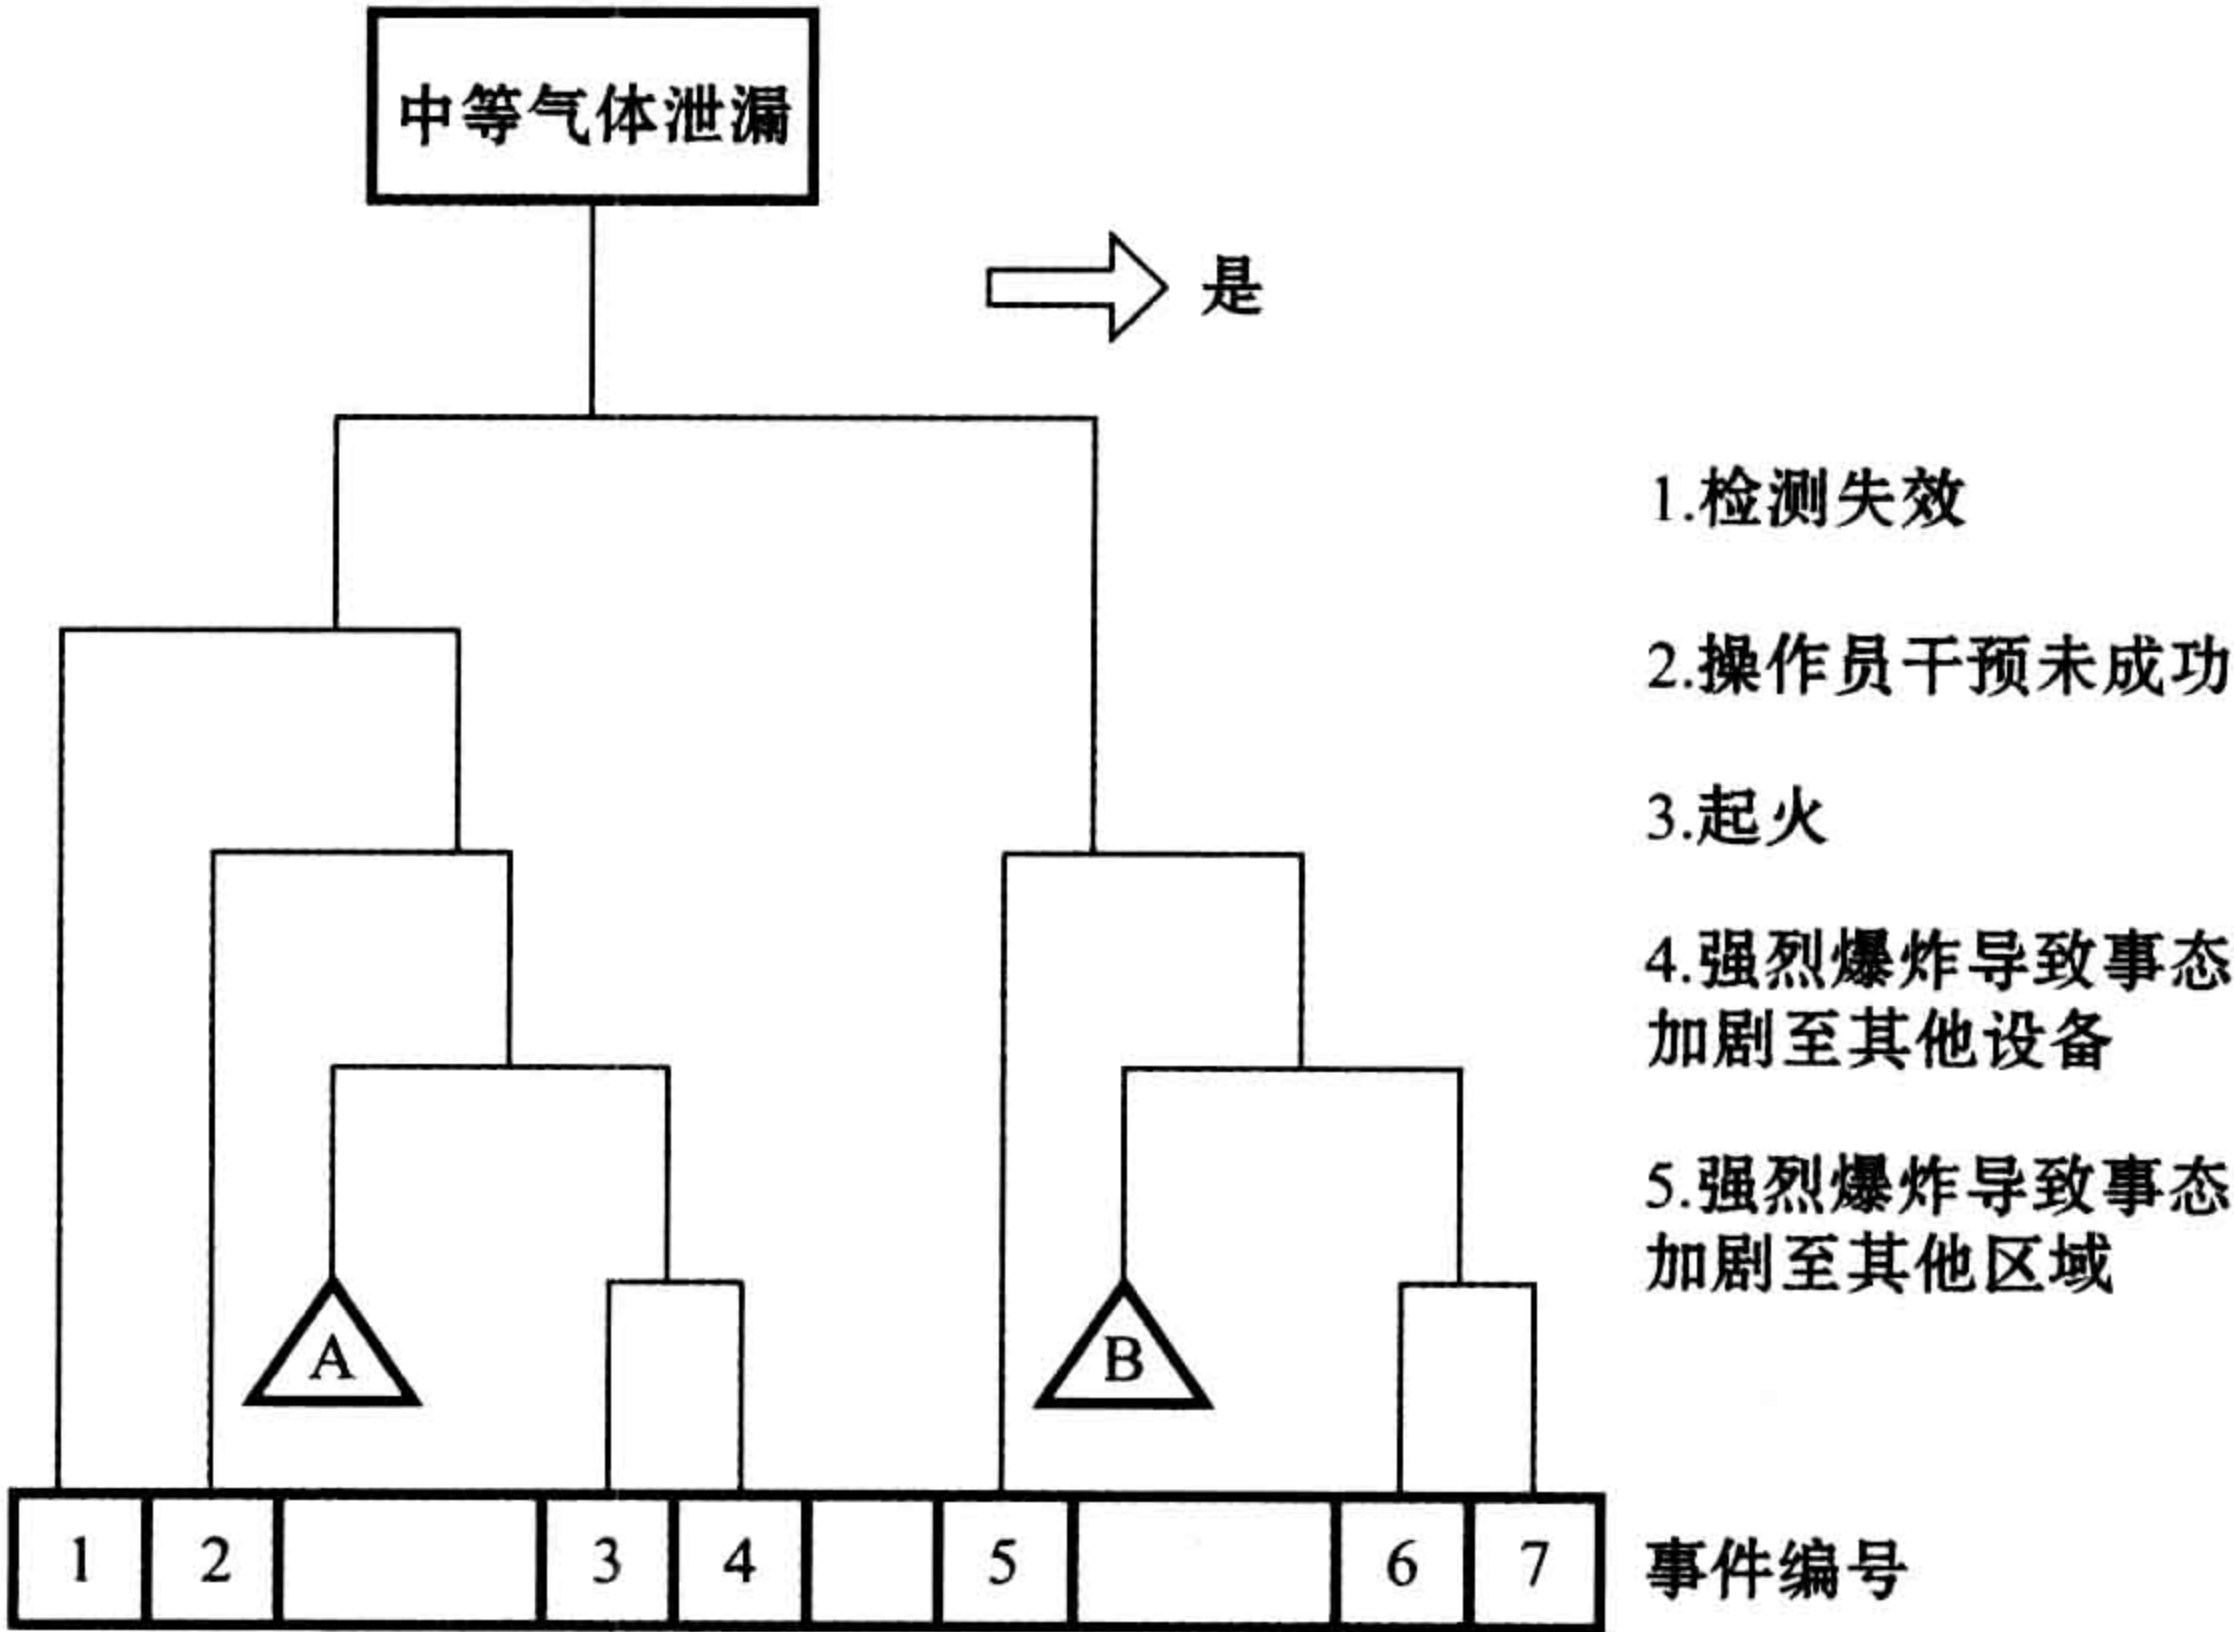 中等气体泄漏
是
1.检测失效
2.操作员干预未成功
3.起火
4.强烈爆炸导致事态
加剧至其他设备
5.强烈爆炸导致事态
加剧至其他区域
A
B
1 2 3 4 5 6 7 事件编号